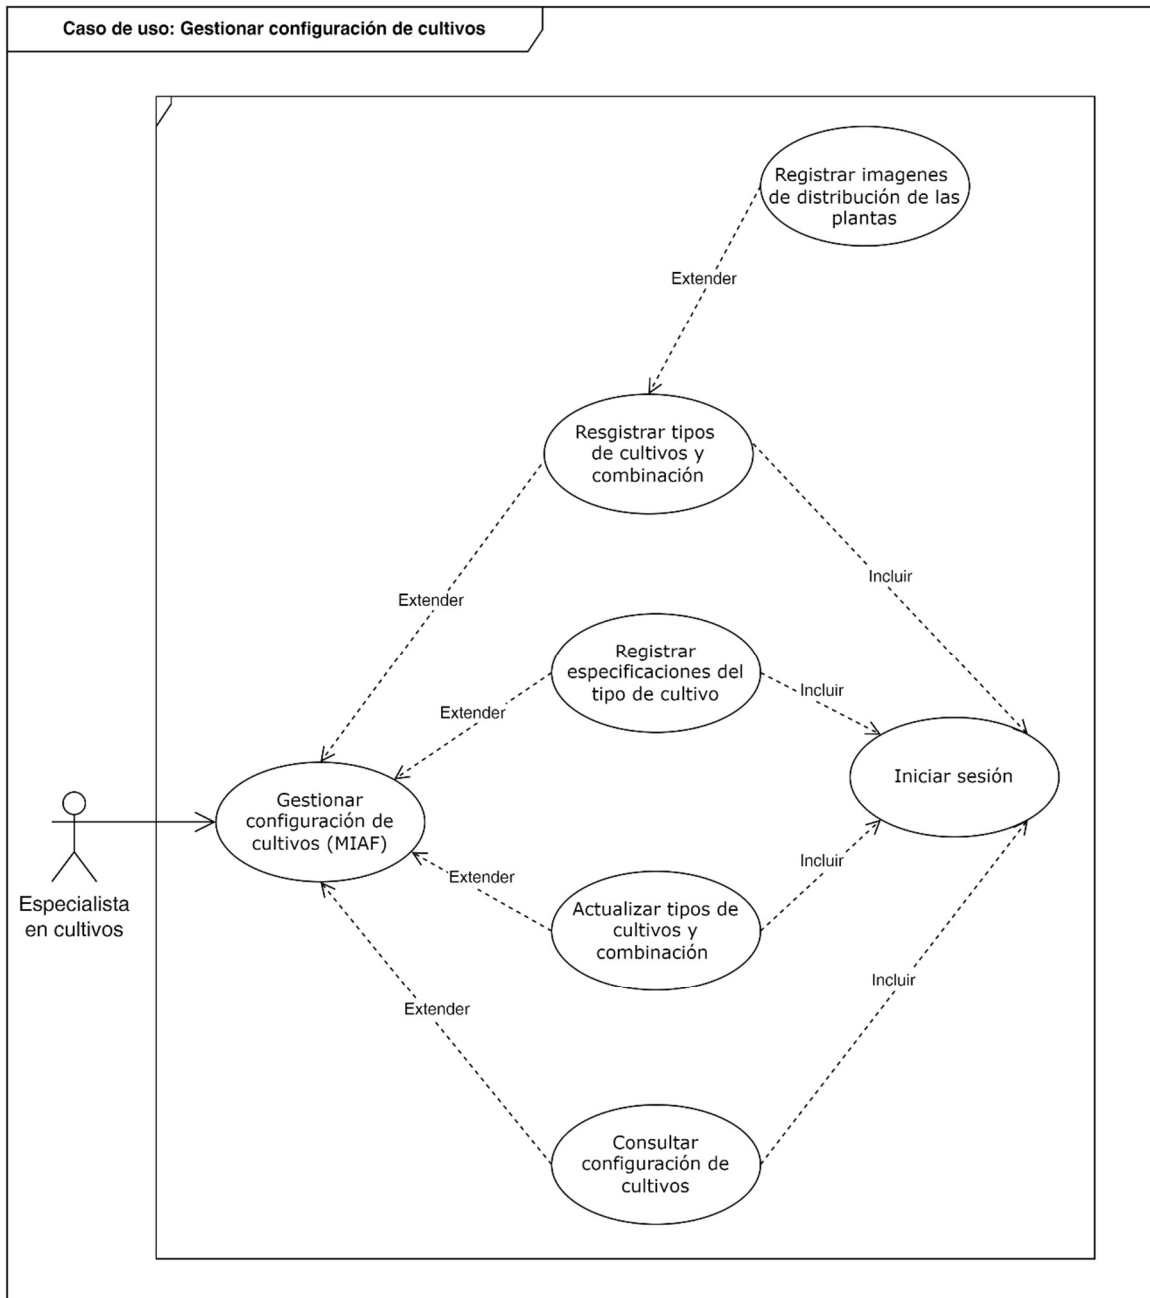 Caso de uso: Gestionar configuración de cultivos
Registrar imagenes
de distribución de las
plantas
Extender
Resgistrar tipos
de cultivos y
combinación
Incluir
Extender
Registrar
especificaciones del
tipo de cultivo
Incluir
Extender
Iniciar sesión
Gestionar
configuración de
cultivos (MIAF)
Especialista
en cultivos
Extender
Incluir
Actualizar tipos de
cultivos y
combinación
Incluir
Extender
Consultar
configuración de
cultivos